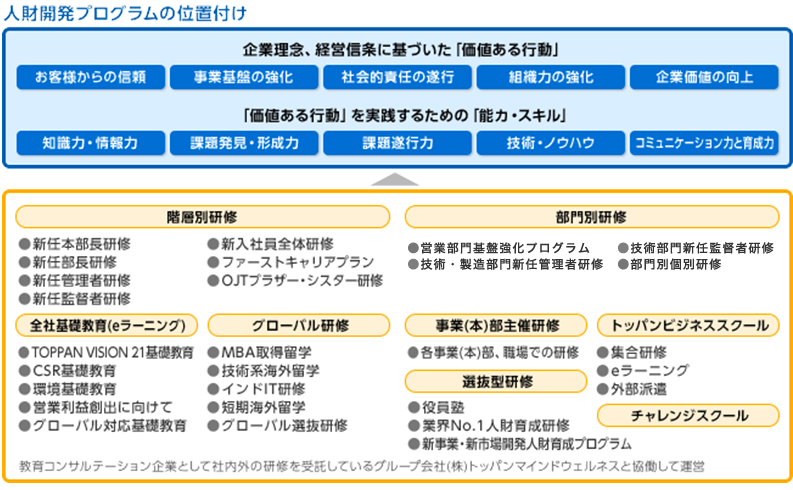 人財開発プログラムの位置付け
企業理念、経営信条に基づいた「価値ある行動」
お客様からの信頼
事業基盤の強化
社会的責任の遂行
組織力の強化
企業価値の向上
「価値ある行動」を実践するための「能力・スキル」
知識力・情報力
課題発見・形成力
課題遂行力
技術・ノウハウ
コミュニケーション力と育成力
階層別研修
●新任本部長研修
●新任部長研修
●新任管理者研修
●新任監督者研修
●新入社員全体研修
●ファーストキャリアプラン
●OJTブラザー・シスター研修
部門別研修
●営業部門基盤強化プログラム
●技術・製造部門新任管理者研修
●技術部門新任監督者研修
●部門別個別研修
全社基礎教育(eラーニング)
●TOPPAN VISION 21基礎教育
●CSR基礎教育
●環境基礎教育
●営業利益創出に向けて
●グローバル対応基礎教育
グローバル研修
●MBA取得留学
●技術系海外留学
●インドIT研修
●短期海外留学
●グローバル選抜研修
事業(本)部主催研修
●各事業(本)部、職場での研修
選抜型研修
●役員塾
●業界No.1人財育成研修
●新事業・新市場開発人財育成プログラム
トッパンビジネススクール
●集合研修
●eラーニング
●外部派遣
チャレンジスクール
教育コンサルテーション企業として社内外の研修を受託しているグループ会社(株)トッパンマインドウェルネスと協働して運営